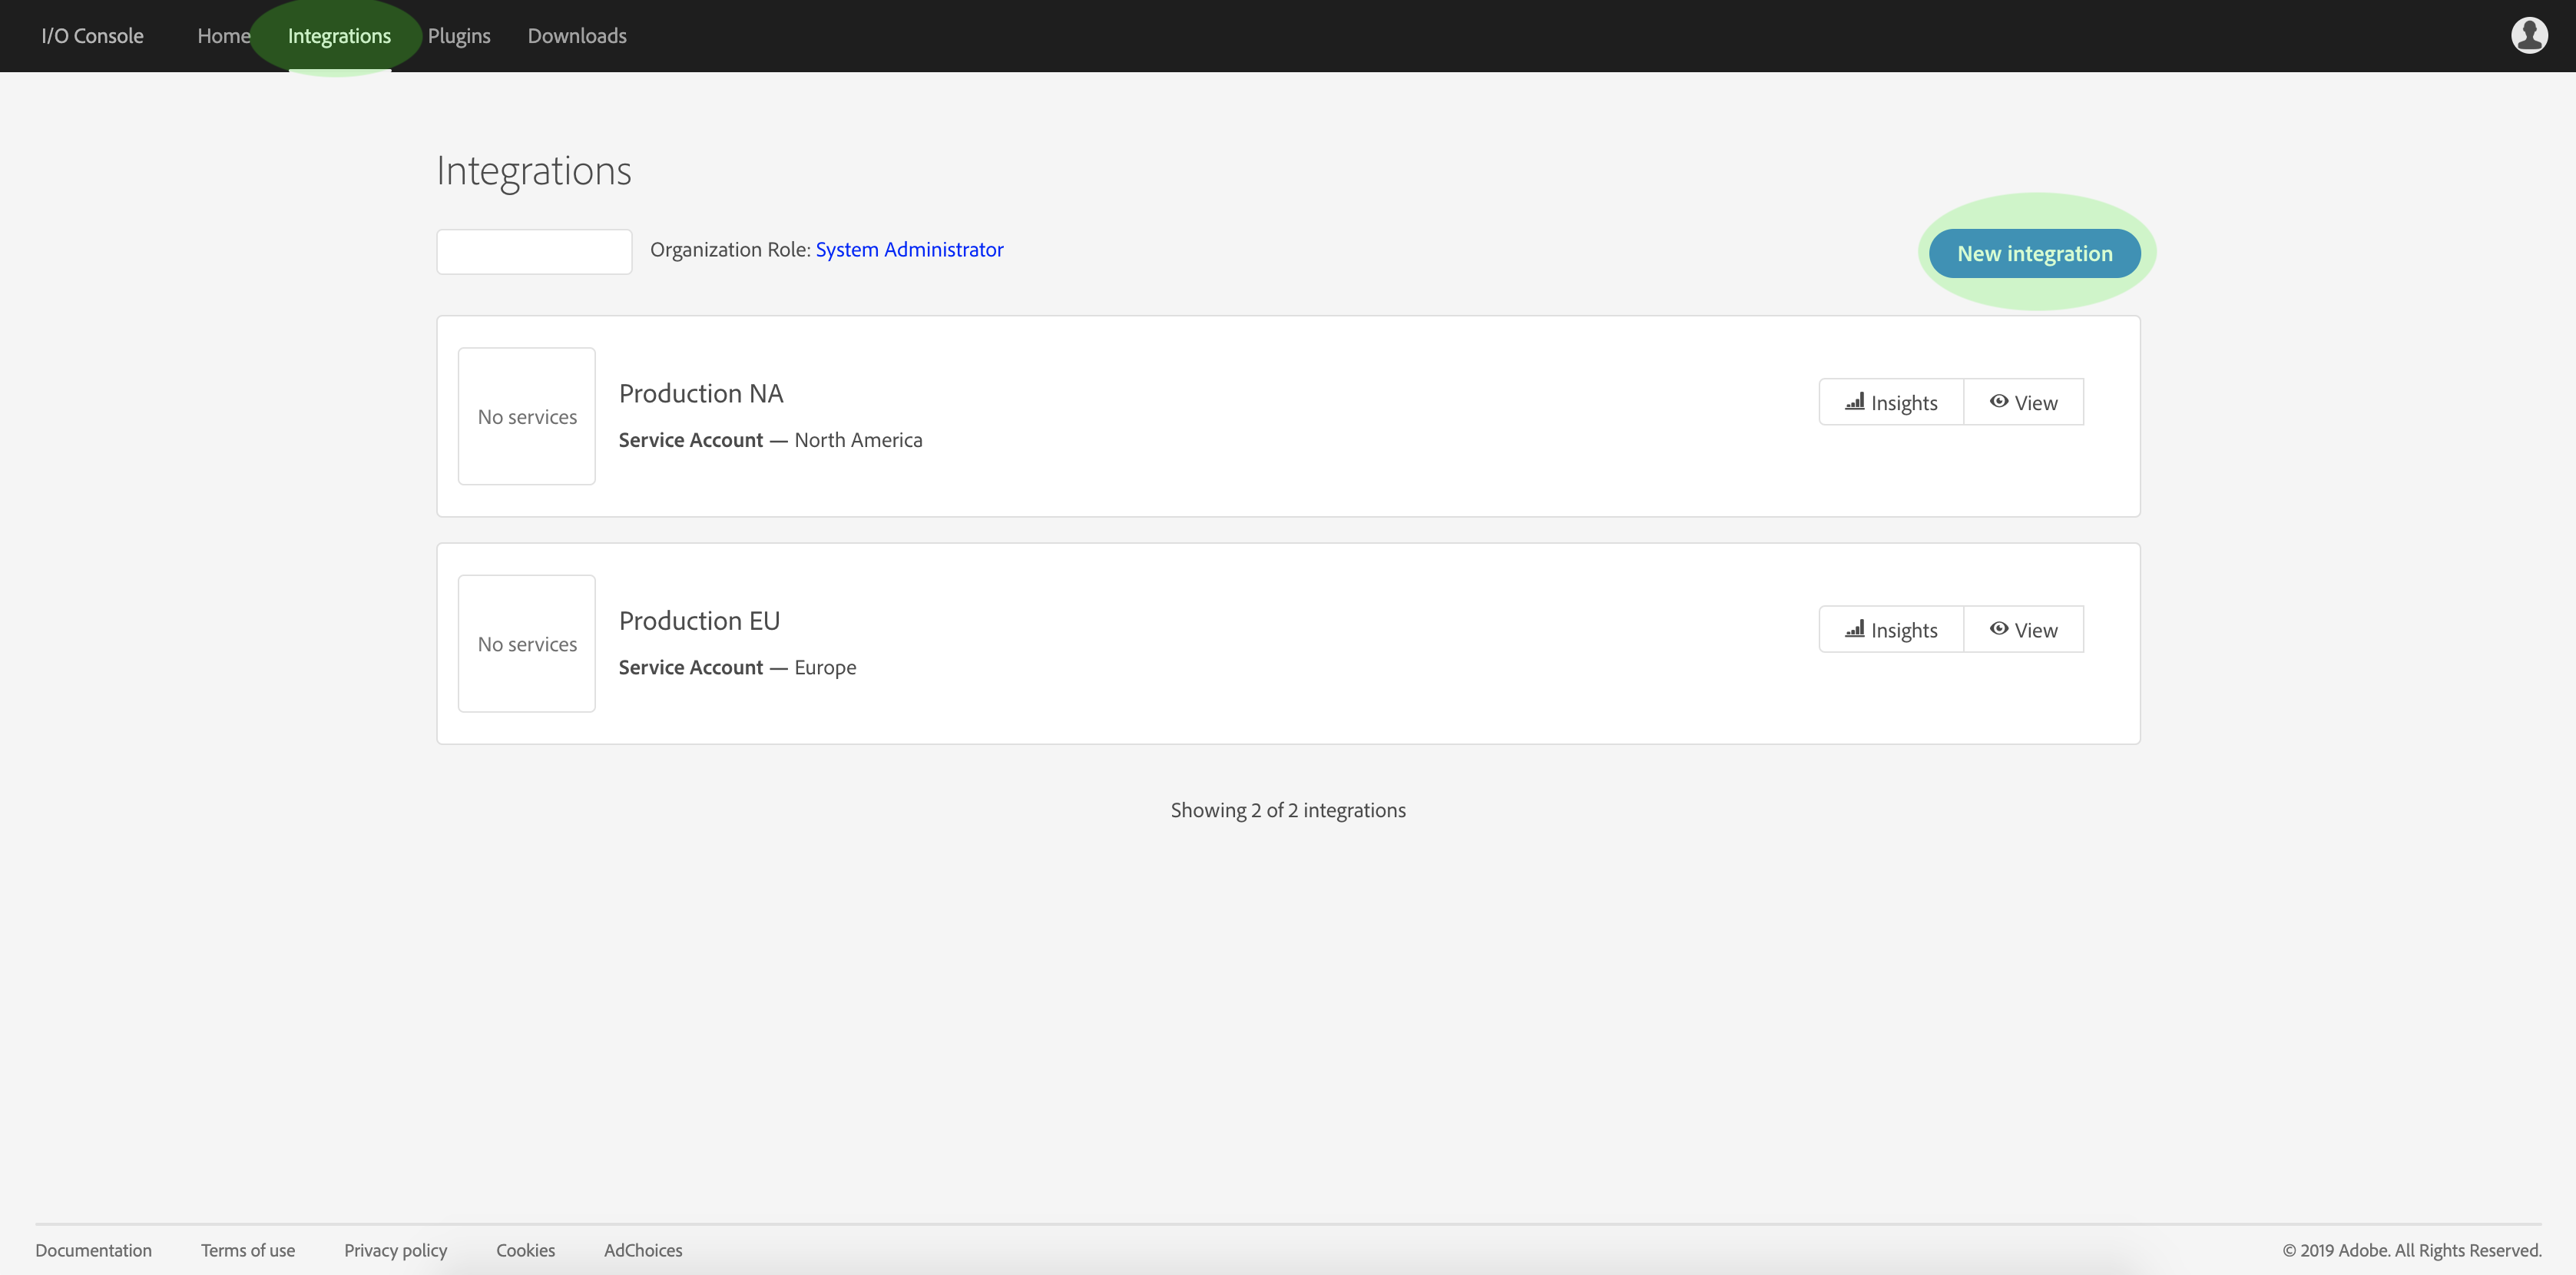 I/O Console Home Integrations Plugins Downloads
Integrations
Organization Role: System Administrator
New integration
No services
Production NA
Service Account — North America
Insights
View
No services
Production EU
Service Account — Europe
Insights
View
Showing 2 of 2 integrations
Documentation Terms of use Privacy policy Cookies AdChoices © 2019 Adobe. All Rights Reserved.